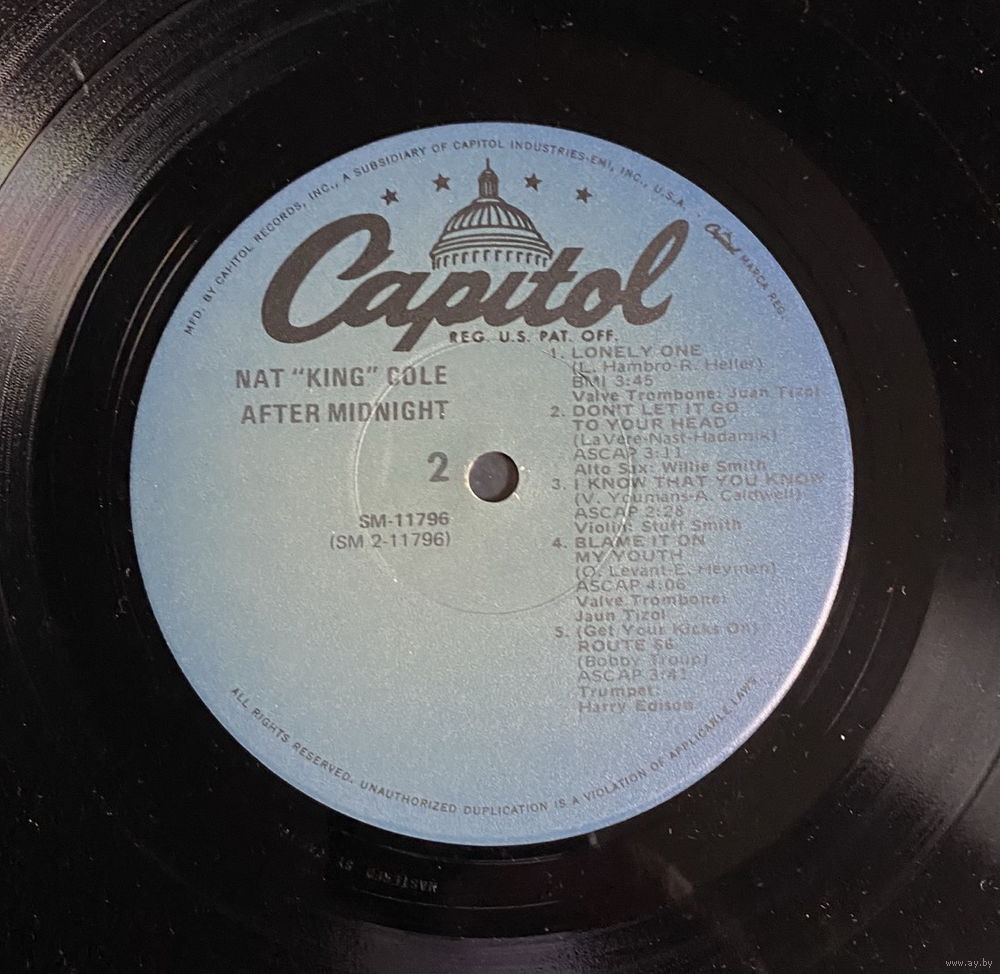 MFD. BY CAPITOL RECORDS, INC., A SUBSIDIARY OF CAPITOL INDUSTRIES-EMI, INC., U.S.A. · Capitol MARCA REG.
Capitol
REG. U.S. PAT. OFF.
NAT "KING" COLE
AFTER MIDNIGHT
2
SM-11796
(SM 2-11796)
1. LONELY ONE
(L. Hambro-R. Heller)
BMI 3:45
Valve Trombone: Juan Tizol
2. DON'T LET IT GO
TO YOUR HEAD
(LaVere-Nast-Hadamik)
ASCAP 3:11
Alto Sax: Willie Smith
3. I KNOW THAT YOU KNOW
(V. Youmans-A. Caldwell)
ASCAP 2:28
Violin: Stuff Smith
4. BLAME IT ON
MY YOUTH
(O. Levant-E. Heyman)
ASCAP 4:06
Valve Trombone:
Jaun Tizol
5. (Get Your Kicks On)
ROUTE 66
(Bobby Troup)
ASCAP 3:41
Trumpet:
Harry Edison
ALL RIGHTS RESERVED. UNAUTHORIZED DUPLICATION IS A VIOLATION OF APPLICABLE LAWS
MASTERED BY
www.ay.by